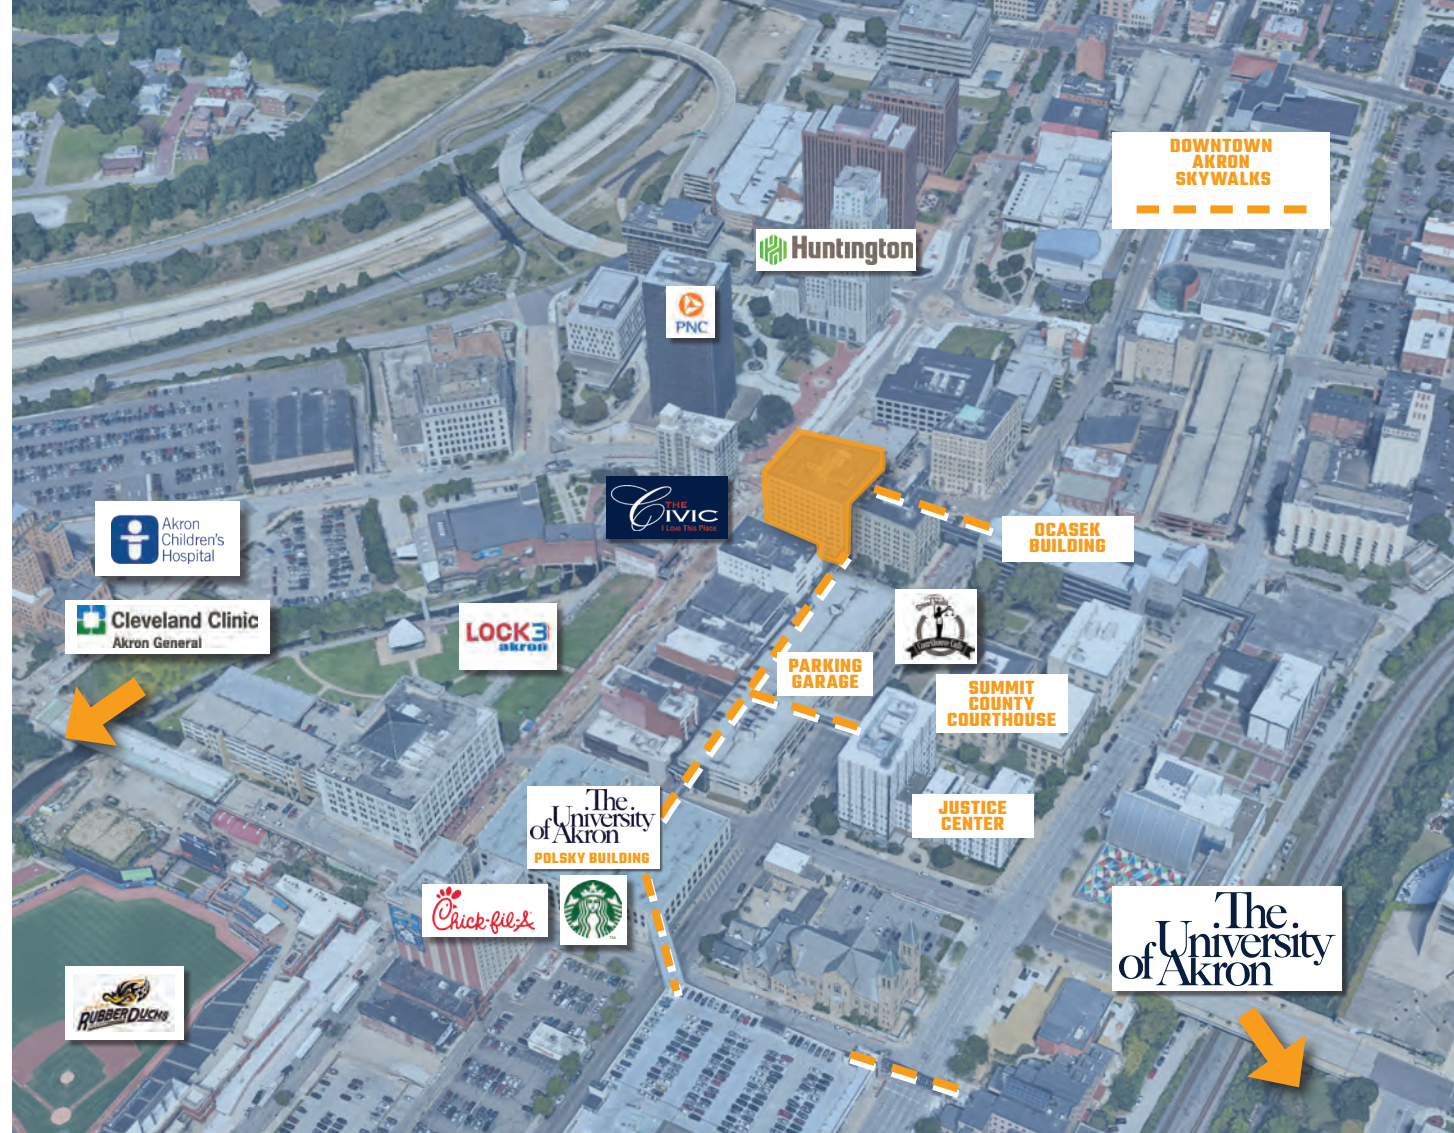 DOWNTOWN
AKRON
SKYWALKS
Huntington
PNC
THE
CIVIC
I Love This Place
OCASEK
BUILDING
Akron
Children's
Hospital
Cleveland Clinic
Akron General
LOCK3
akron
PARKING
GARAGE
SUMMIT
COUNTY
COURTHOUSE
JUSTICE
CENTER
The
University
of Akron
POLSKY BUILDING
Chick-fil-A
The
University
of Akron
RUBBERDUCKS